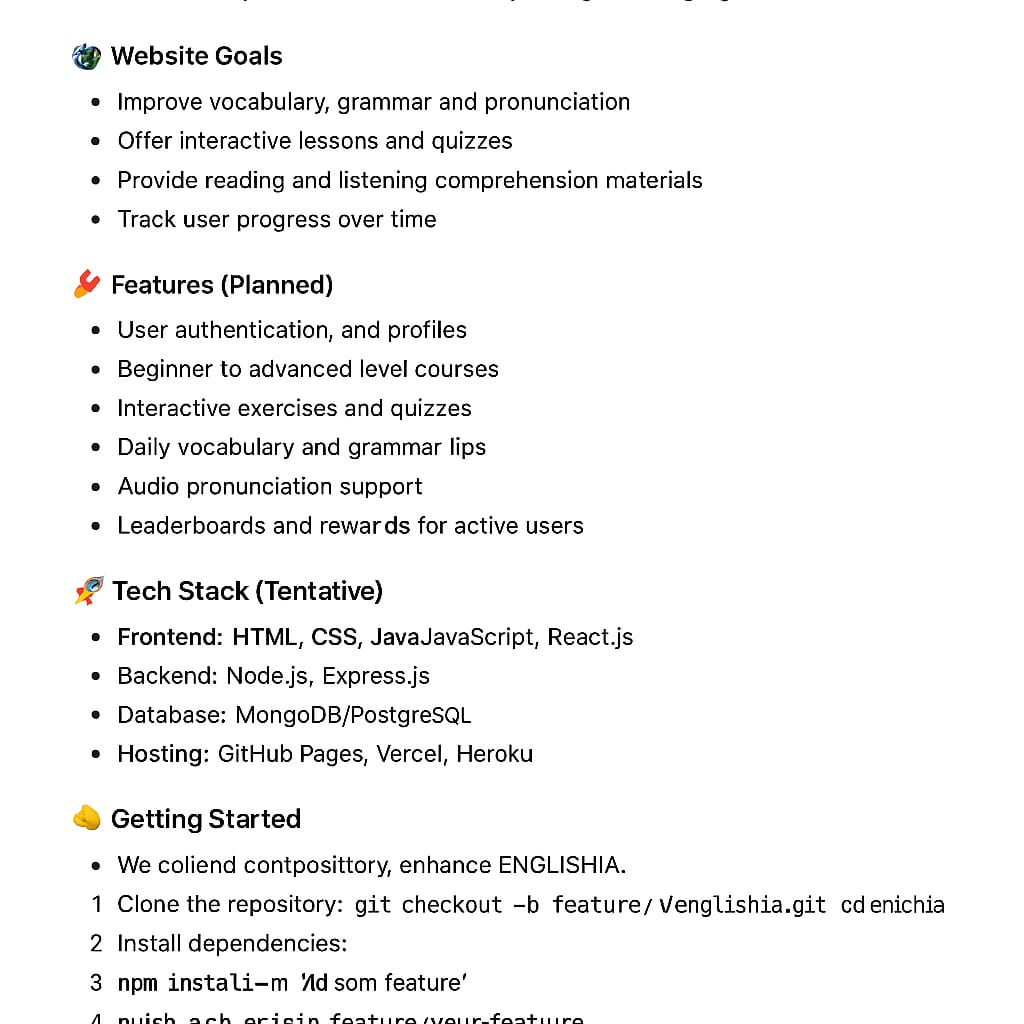 Website Goals
• Improve vocabulary, grammar and pronunciation
• Offer interactive lessons and quizzes
• Provide reading and listening comprehension materials
• Track user progress over time
Features (Planned)
• User authentication, and profiles
• Beginner to advanced level courses
• Interactive exercises and quizzes
• Daily vocabulary and grammar lips
• Audio pronunciation support
• Leaderboards and rewards for active users
Tech Stack (Tentative)
• Frontend: HTML, CSS, JavaJavaScript, React.js
• Backend: Node.js, Express.js
• Database: MongoDB/PostgreSQL
• Hosting: GitHub Pages, Vercel, Heroku
Getting Started
• We coliend contposittory, enhance ENGLISHIA.
1 Clone the repository: git checkout -b feature/ Venglishia.git cd enichia
2 Install dependencies:
3 npm instali-m som feature'